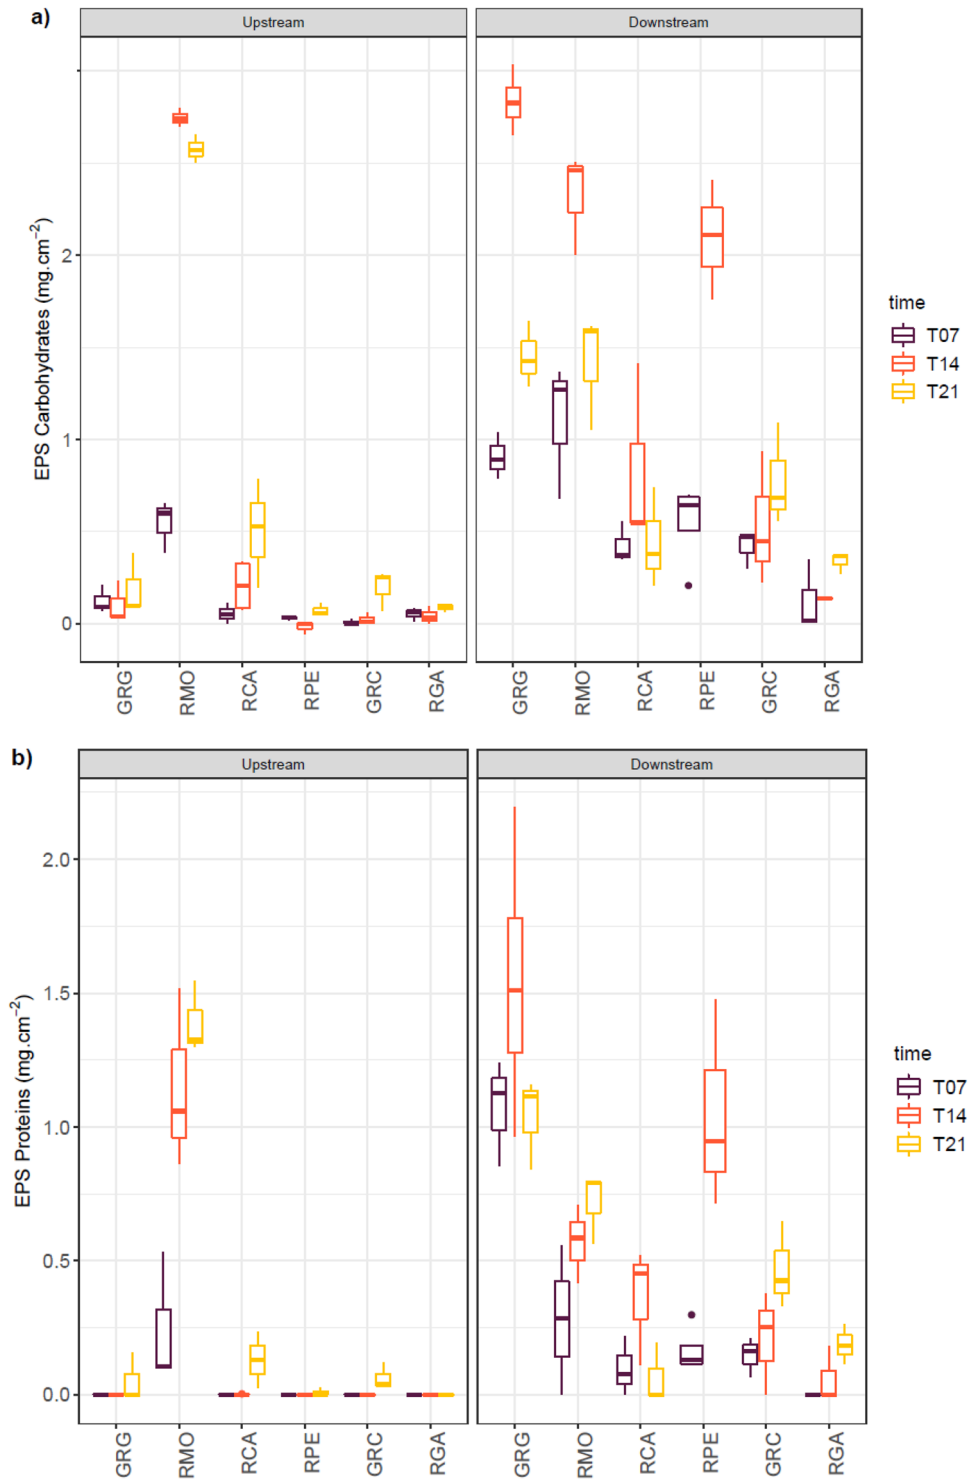 a)
Upstream
Downstream
EPS Carbohydrates (mg.cm⁻²)
2
1
0
GRG
RMO
RCA
RPE
GRC
RGA
GRG
RMO
RCA
RPE
GRC
RGA
time
T07
T14
T21
b)
Upstream
Downstream
EPS Proteins (mg.cm⁻²)
2.0
1.5
1.0
0.5
0.0
GRG
RMO
RCA
RPE
GRC
RGA
GRG
RMO
RCA
RPE
GRC
RGA
time
T07
T14
T21